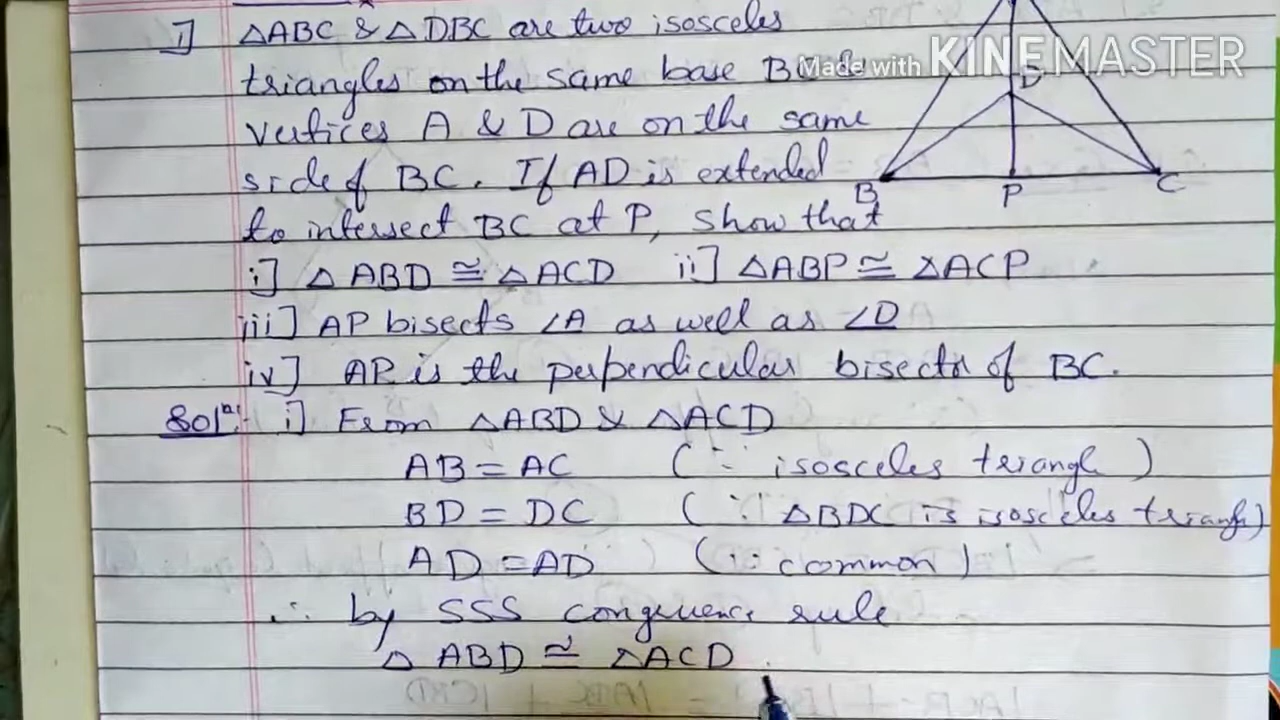 1] △ABC & △DBC are two isosceles
triangles on the same base BC &
vertices A & D are on the same
side of BC. If AD is extended
to intersect BC at P, show that
i] △ABD ≅ △ACD ii] △ABP ≅ △ACP
iii] AP bisects ∠A as well as ∠D
iv] AP is the perpendicular bisector of BC.
Solⁿ:- i] From △ABD & △ACD
AB = AC (∵ isosceles triangle)
BD = DC (∵ △BDC is isosceles triangle)
AD = AD (∵ common)
∴ by SSS congruence rule
△ABD ≅ △ACD.
Made with KINEMASTER
D
B
P
C